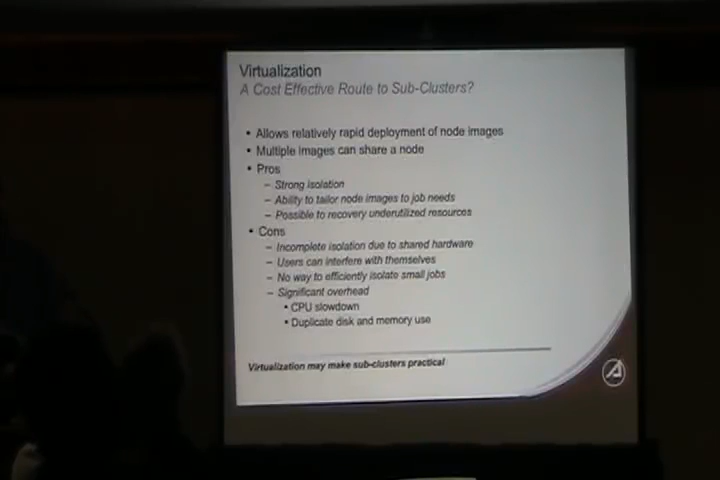 Virtualization
A Cost Effective Route to Sub-Clusters?
• Allows relatively rapid deployment of node images
• Multiple images can share a node
• Pros
– Strong isolation
– Ability to tailor node images to job needs
– Possible to recovery underutilized resources
• Cons
– Incomplete isolation due to shared hardware
– Users can interfere with themselves
– No way to efficiently isolate small jobs
– Significant overhead
• CPU slowdown
• Duplicate disk and memory use
Virtualization may make sub-clusters practical